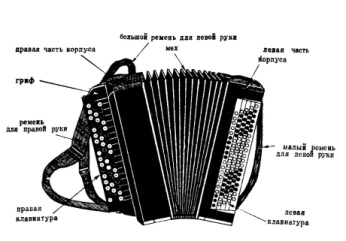 большой ремень для левой руки
правая часть корпуса
мех
левая часть
корпуса
гриф
ремень
для правой руки
малый ремень
для левой руки
правая
клавиатура
левая
клавиатура